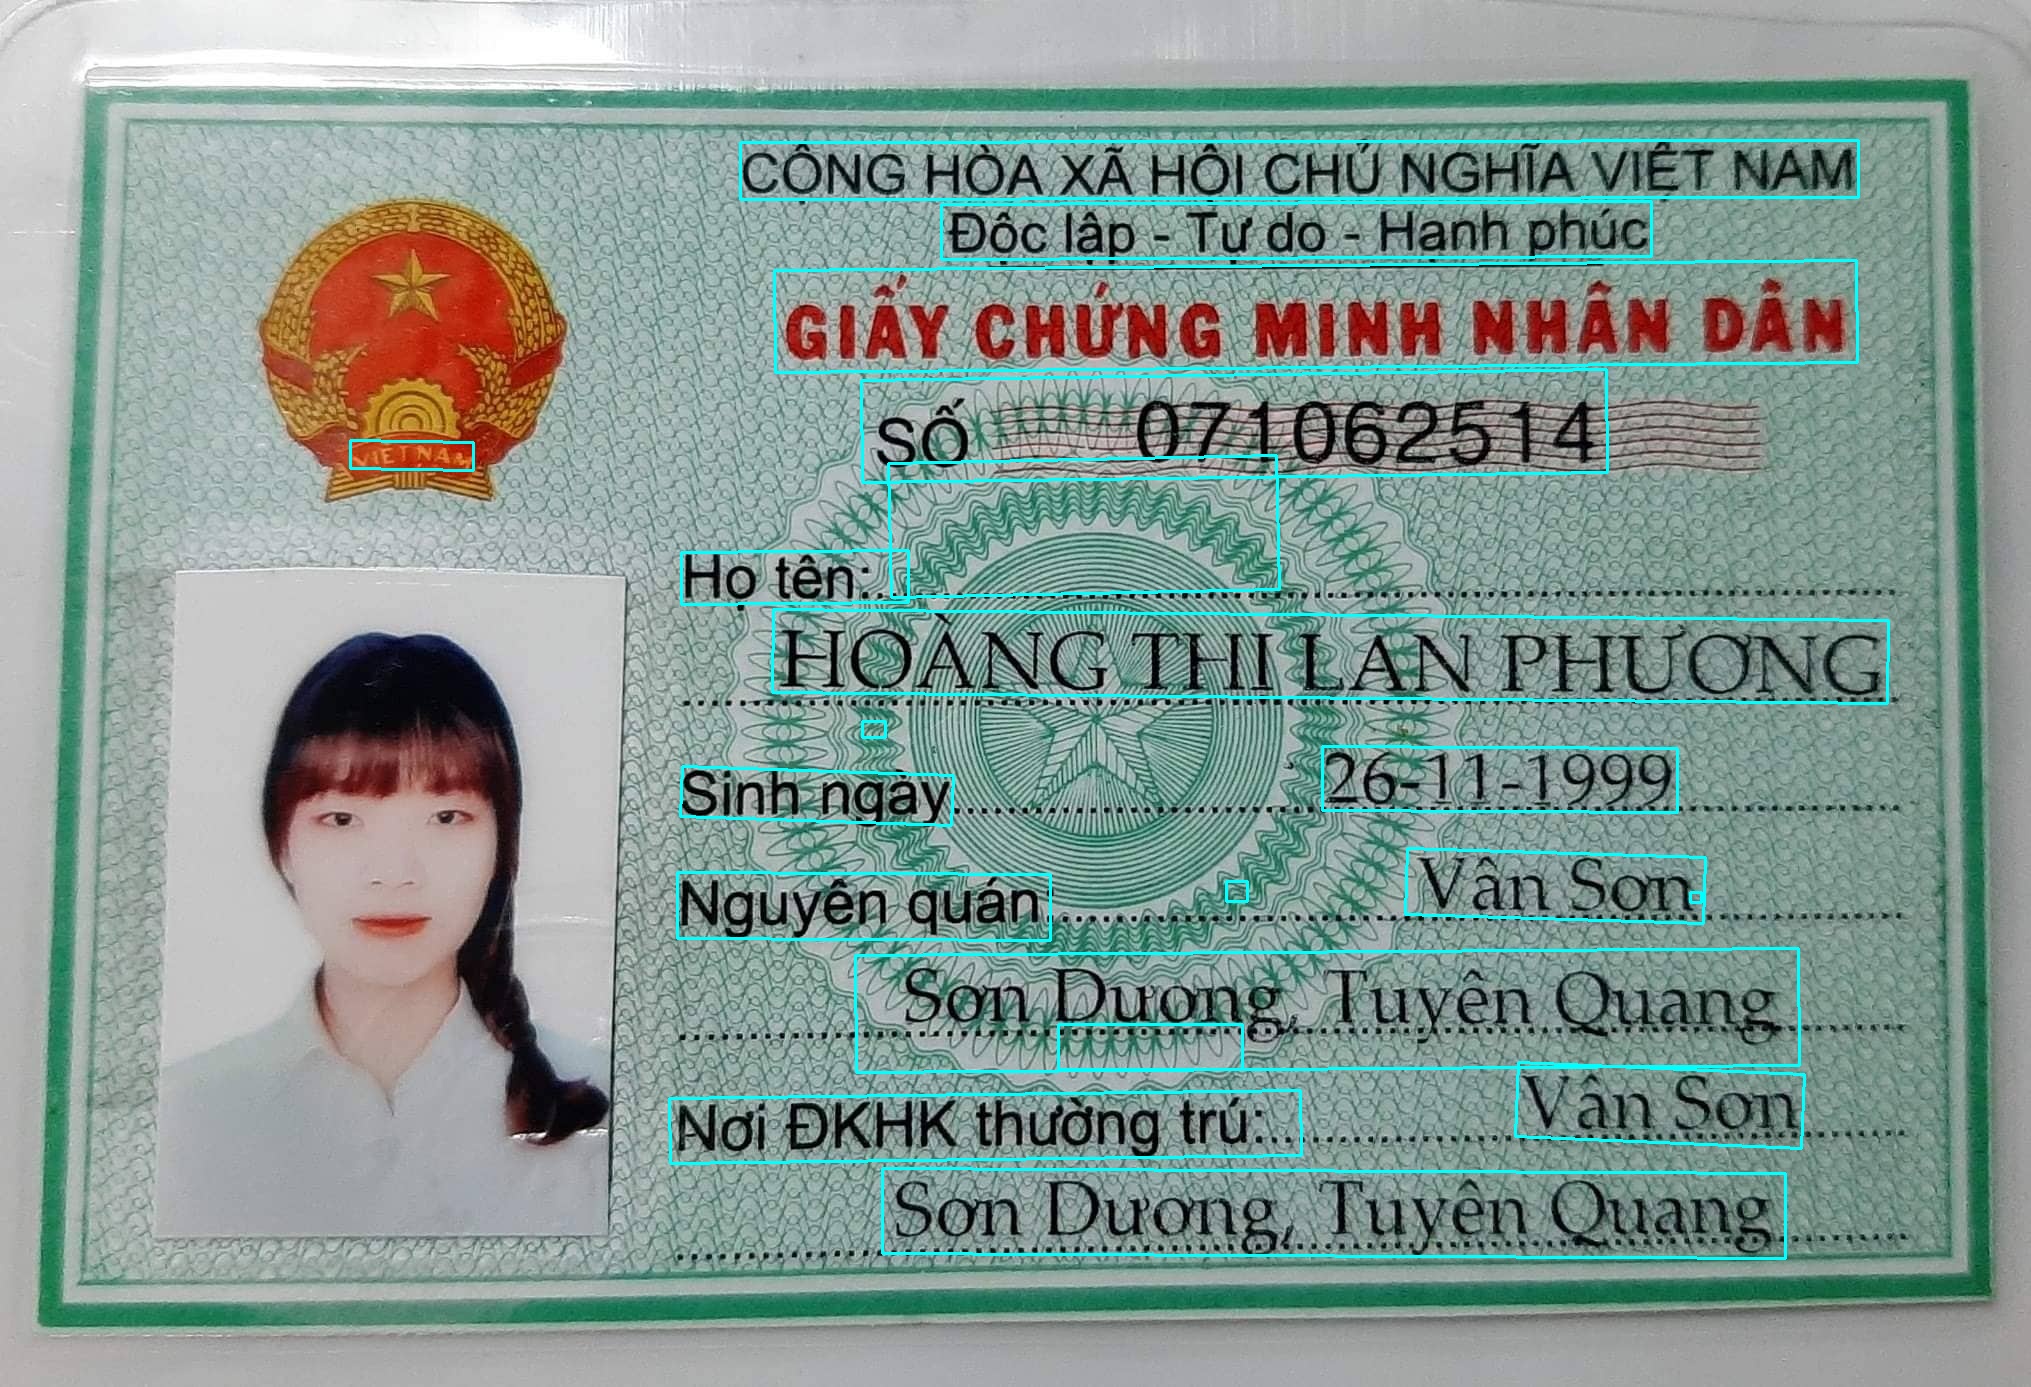 CỘNG HÒA XÃ HỘI CHỦ NGHĨA VIỆT NAM
Độc lập - Tự do - Hạnh phúc
GIẤY CHỨNG MINH NHÂN DÂN
SỐ 071062514
VIỆT NAM
Họ tên:
HOÀNG THỊ LAN PHƯƠNG
Sinh ngày 26-11-1999
Nguyên quán Vân Sơn
Sơn Dương, Tuyên Quang
Nơi ĐKHK thường trú: Vân Sơn
Sơn Dương, Tuyên Quang